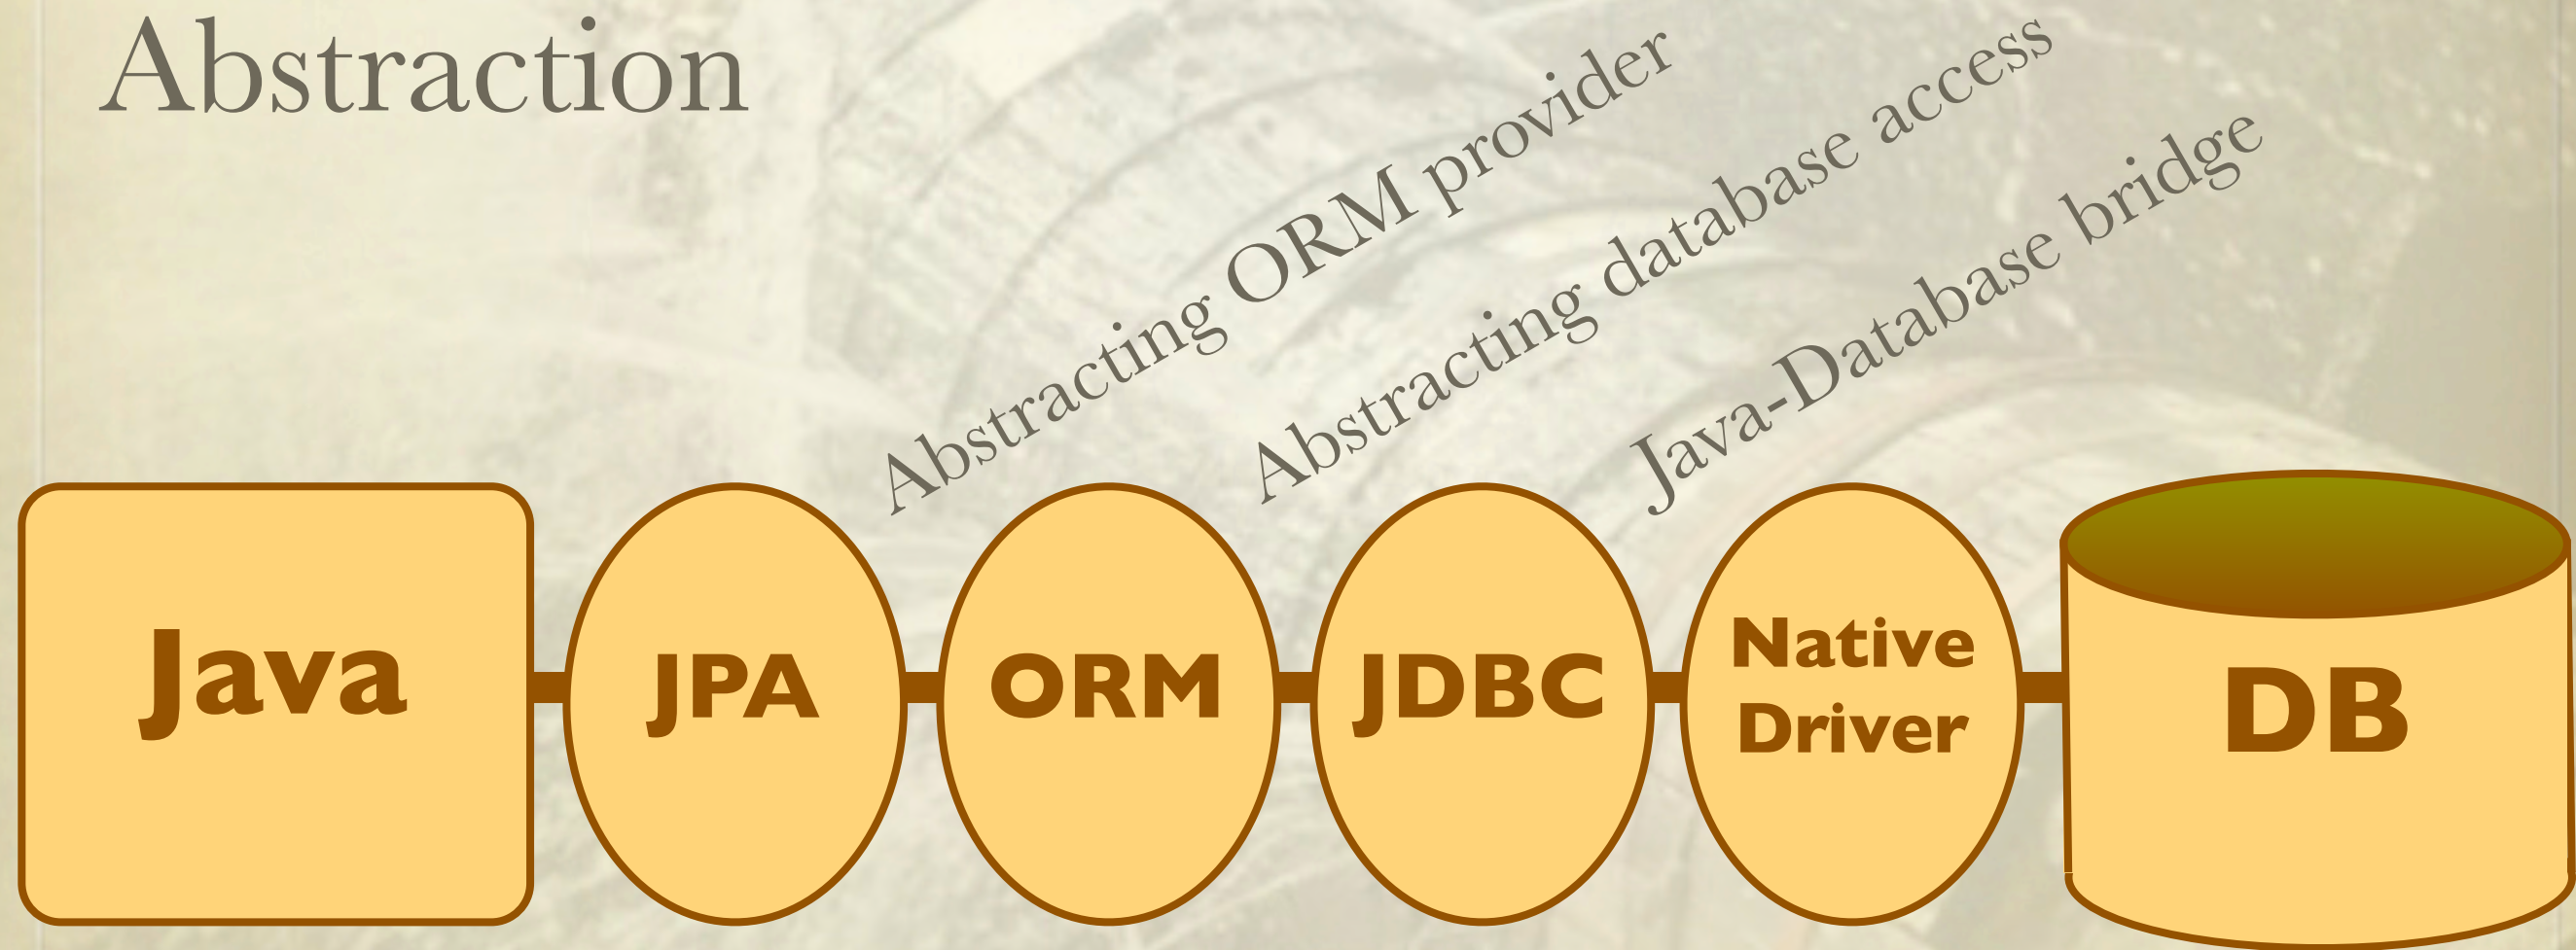 Abstraction
Abstracting ORM provider
Abstracting database access
Java-Database bridge
Java
JPA
ORM
JDBC
Native
Driver
DB